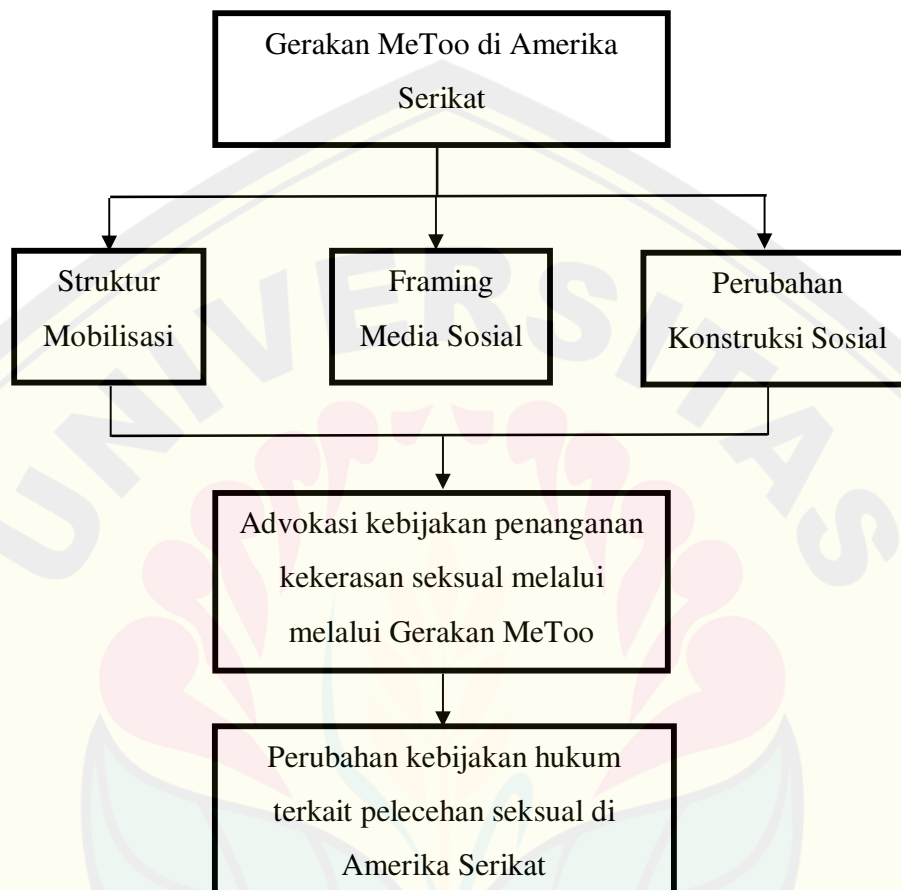 Gerakan MeToo di Amerika
Serikat
Struktur
Mobilisasi
Framing
Media Sosial
Perubahan
Konstruksi Sosial
UNIVERSITAS
Advokasi kebijakan penanganan
kekerasan seksual melalui
melalui Gerakan MeToo
Perubahan kebijakan hukum
terkait pelecehan seksual di
Amerika Serikat